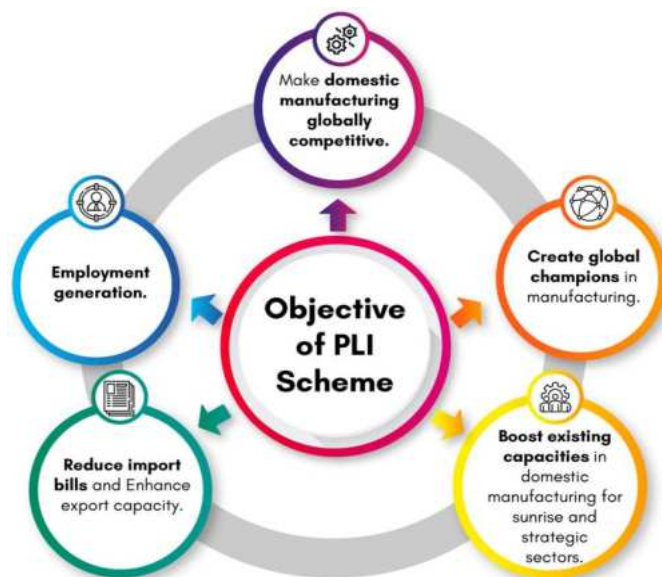 Make domestic
manufacturing
globally
competitive.
Create global
champions in
manufacturing.
Boost existing
capacities in
domestic
manufacturing for
sunrise and
strategic
sectors.
Reduce import
bills and Enhance
export capacity.
Employment
generation.
Objective
of PLI
Scheme